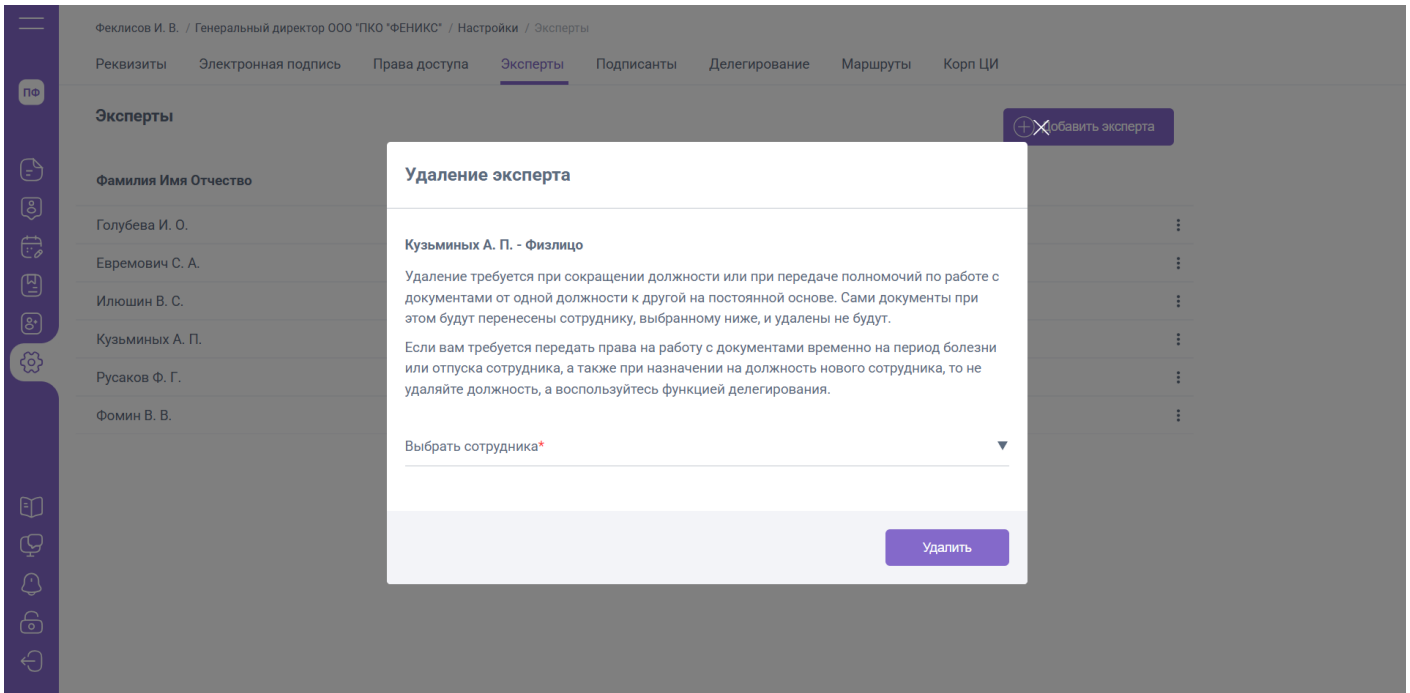 Феклисов И. В. / Генеральный директор ООО "ПКО "ФЕНИКС" / Настройки / Эксперты
Реквизиты Электронная подпись Права доступа Эксперты Подписанты Делегирование Маршруты Корп ЦИ
ПФ
Эксперты
Добавить эксперта
Фамилия Имя Отчество
Голубева И. О.
Евремович С. А.
Илюшин В. С.
Кузьминых А. П.
Русаков Ф. Г.
Фомин В. В.
Удаление эксперта
Кузьминых А. П. - Физлицо
Удаление требуется при сокращении должности или при передаче полномочий по работе с
документами от одной должности к другой на постоянной основе. Сами документы при
этом будут перенесены сотруднику, выбранному ниже, и удалены не будут.
Если вам требуется передать права на работу с документами временно на период болезни
или отпуска сотрудника, а также при назначении на должность нового сотрудника, то не
удаляйте должность, а воспользуйтесь функцией делегирования.
Выбрать сотрудника*
Удалить